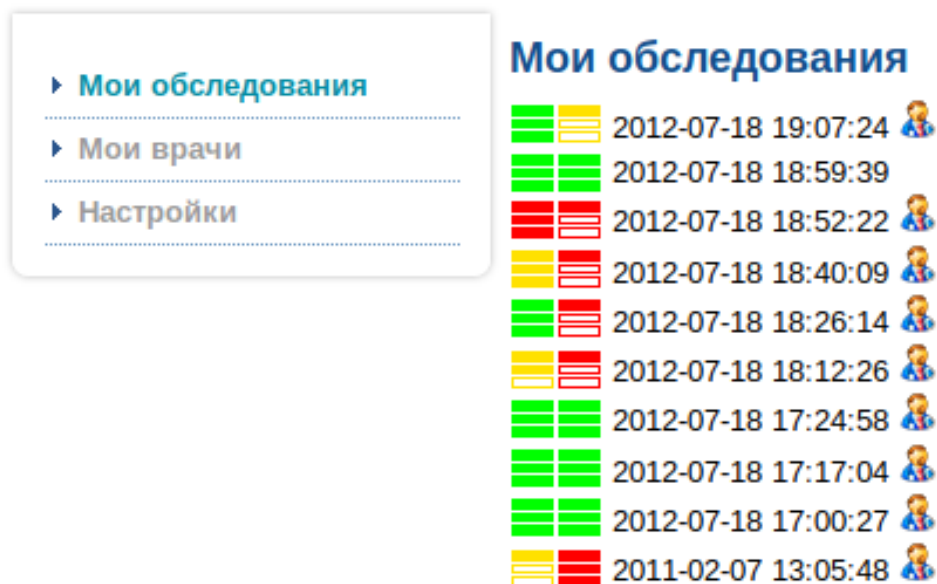 Мои обследования
Мои врачи
Настройки
Мои обследования
2012-07-18 19:07:24
2012-07-18 18:59:39
2012-07-18 18:52:22
2012-07-18 18:40:09
2012-07-18 18:26:14
2012-07-18 18:12:26
2012-07-18 17:24:58
2012-07-18 17:17:04
2012-07-18 17:00:27
2011-02-07 13:05:48